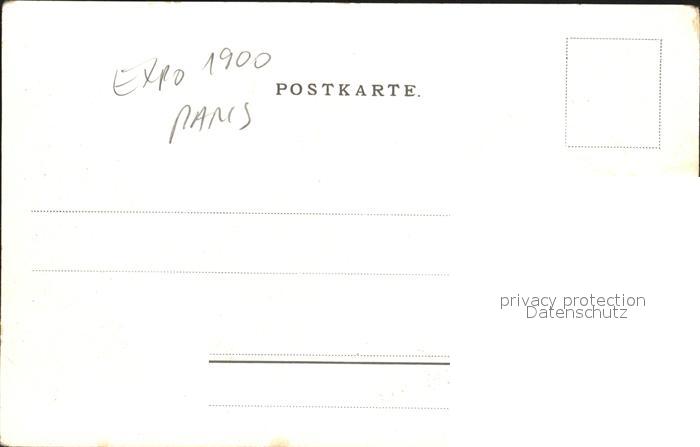 EXPO 1900
PARIS
POSTKARTE.
privacy protection
Datenschutz